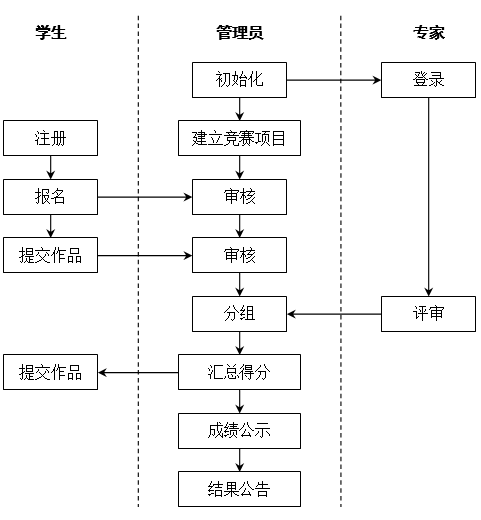 学生 管理员 专家
初始化 登录
注册 建立竞赛项目
报名 审核
提交作品 审核
分组 评审
提交作品 汇总得分
成绩公示
结果公告